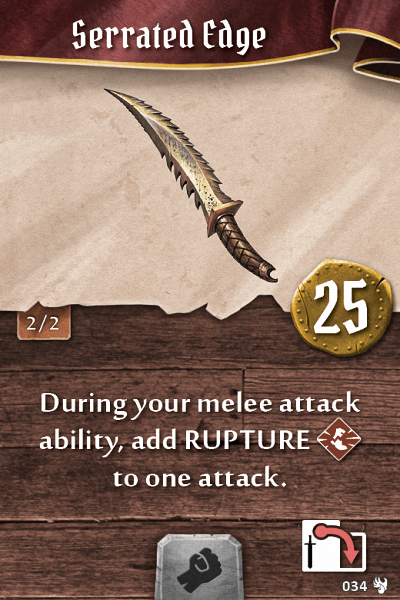 Serrated Edge
2/2
25
During your melee attack
ability, add RUPTURE
to one attack.
034